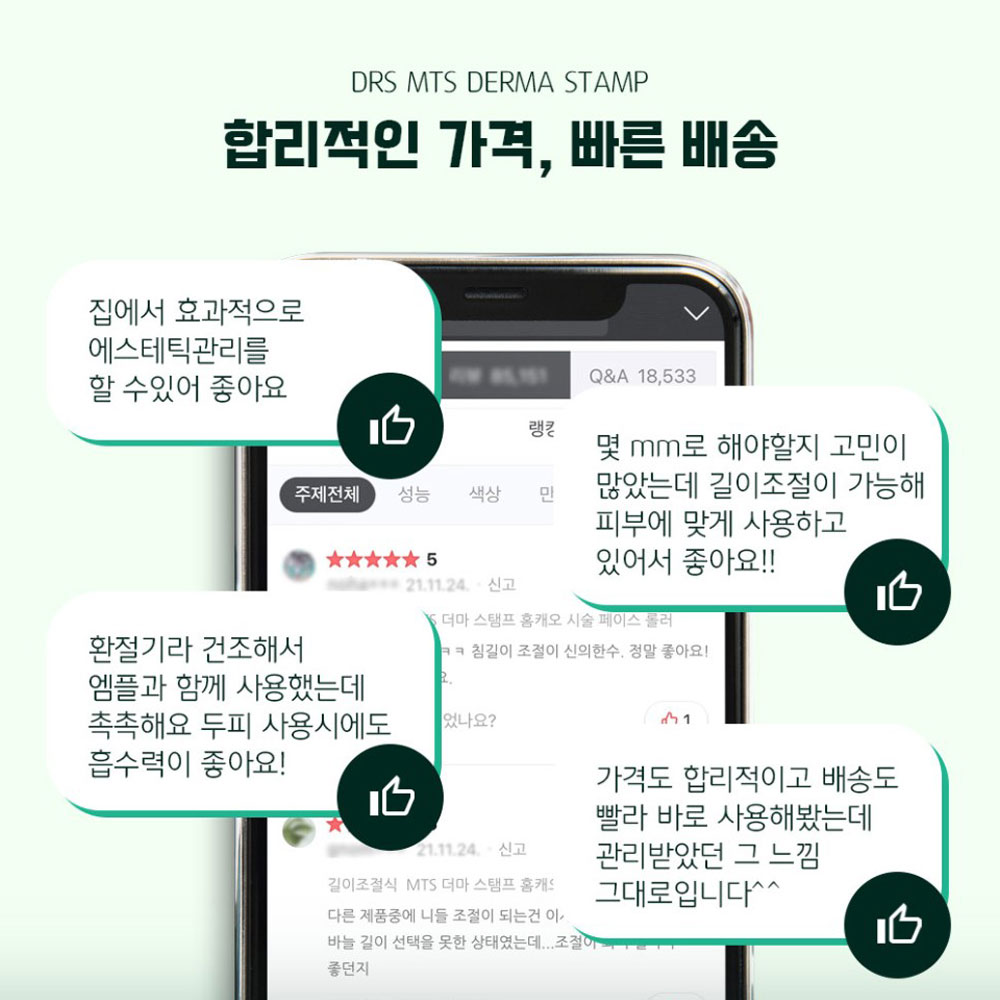 DRS MTS DERMA STAMP
합리적인 가격, 빠른 배송
집에서 효과적으로
에스테틱관리를
할 수있어 좋아요
Q&A 18,533
몇 mm로 해야할지 고민이
많았는데 길이조절이 가능해
피부에 맞게 사용하고
있어서 좋아요!!
주제전체 성능 색상
5
21.11.24. · 신고
더마 스탬프 홈캐오 시술 페이스 롤러
ㅋㅋ 침길이 조절이 신의한수. 정말 좋아요!
요.
었나요?
1
환절기라 건조해서
엠플과 함께 사용했는데
촉촉해요 두피 사용시에도
흡수력이 좋아요!
가격도 합리적이고 배송도
빨라 바로 사용해봤는데
관리받았던 그 느낌
그대로입니다^^
21.11.24. · 신고
길이조절식 MTS 더마 스탬프 홈캐오
다른 제품중에 니들 조절이 되는건
바늘 길이 선택을 못한 상태였는데...조절이
좋던지